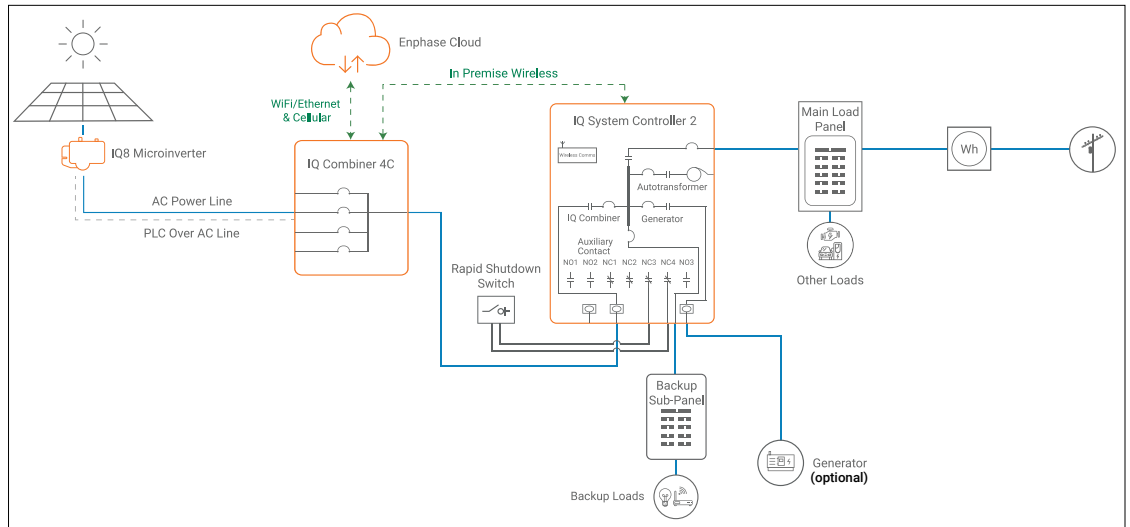 Enphase Cloud
In Premise Wireless
WiFi/Ethernet
& Cellular
IQ8 Microinverter
IQ Combiner 4C
AC Power Line
PLC Over AC Line
IQ System Controller 2
Wireless Comms
Autotransformer
IQ Combiner
Generator
Auxiliary
Contact
NO1 NO2 NC1 NC2 NC3 NC4 NO3
Rapid Shutdown
Switch
Main Load
Panel
Wh
Other Loads
Backup
Sub-Panel
Backup Loads
Generator
(optional)